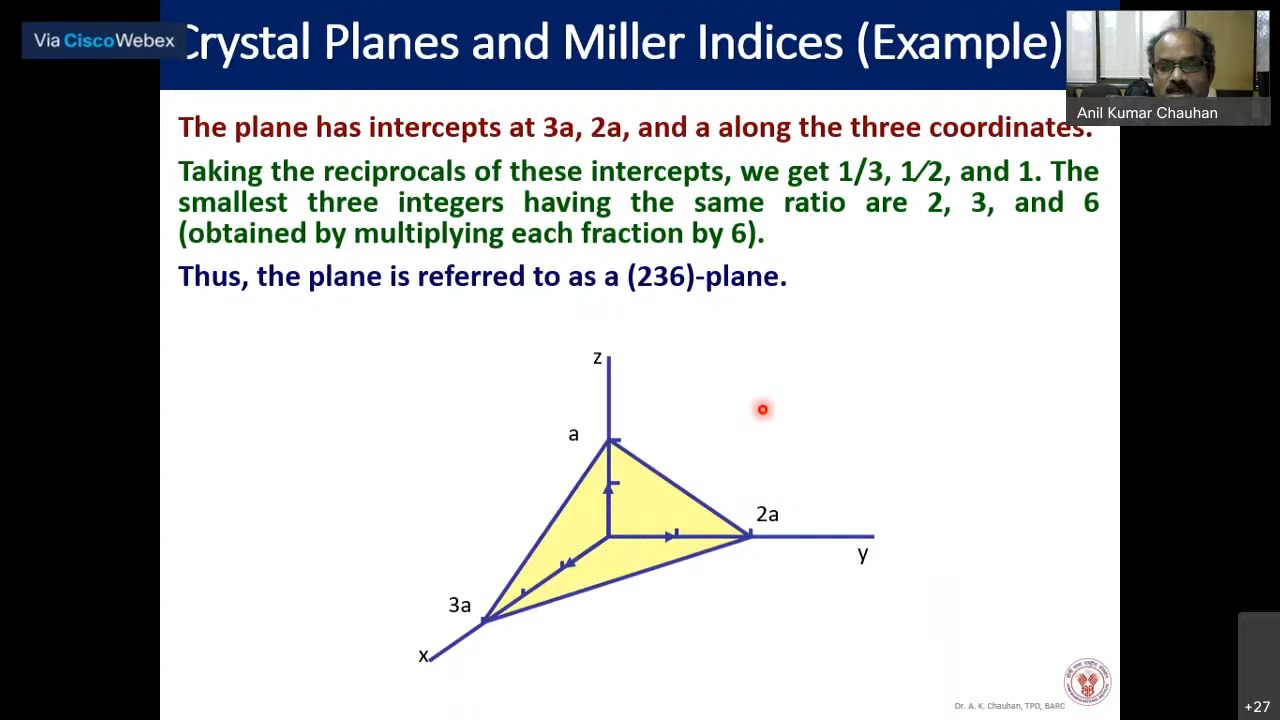 Via CiscoWebex
Crystal Planes and Miller Indices (Example)
Anil Kumar Chauhan
The plane has intercepts at 3a, 2a, and a along the three coordinates.
Taking the reciprocals of these intercepts, we get 1/3, 1⁄2, and 1. The
smallest three integers having the same ratio are 2, 3, and 6
(obtained by multiplying each fraction by 6).
Thus, the plane is referred to as a (236)-plane.
z
a
2a
y
3a
x
Dr. A. K. Chauhan, TPD, BARC
+27